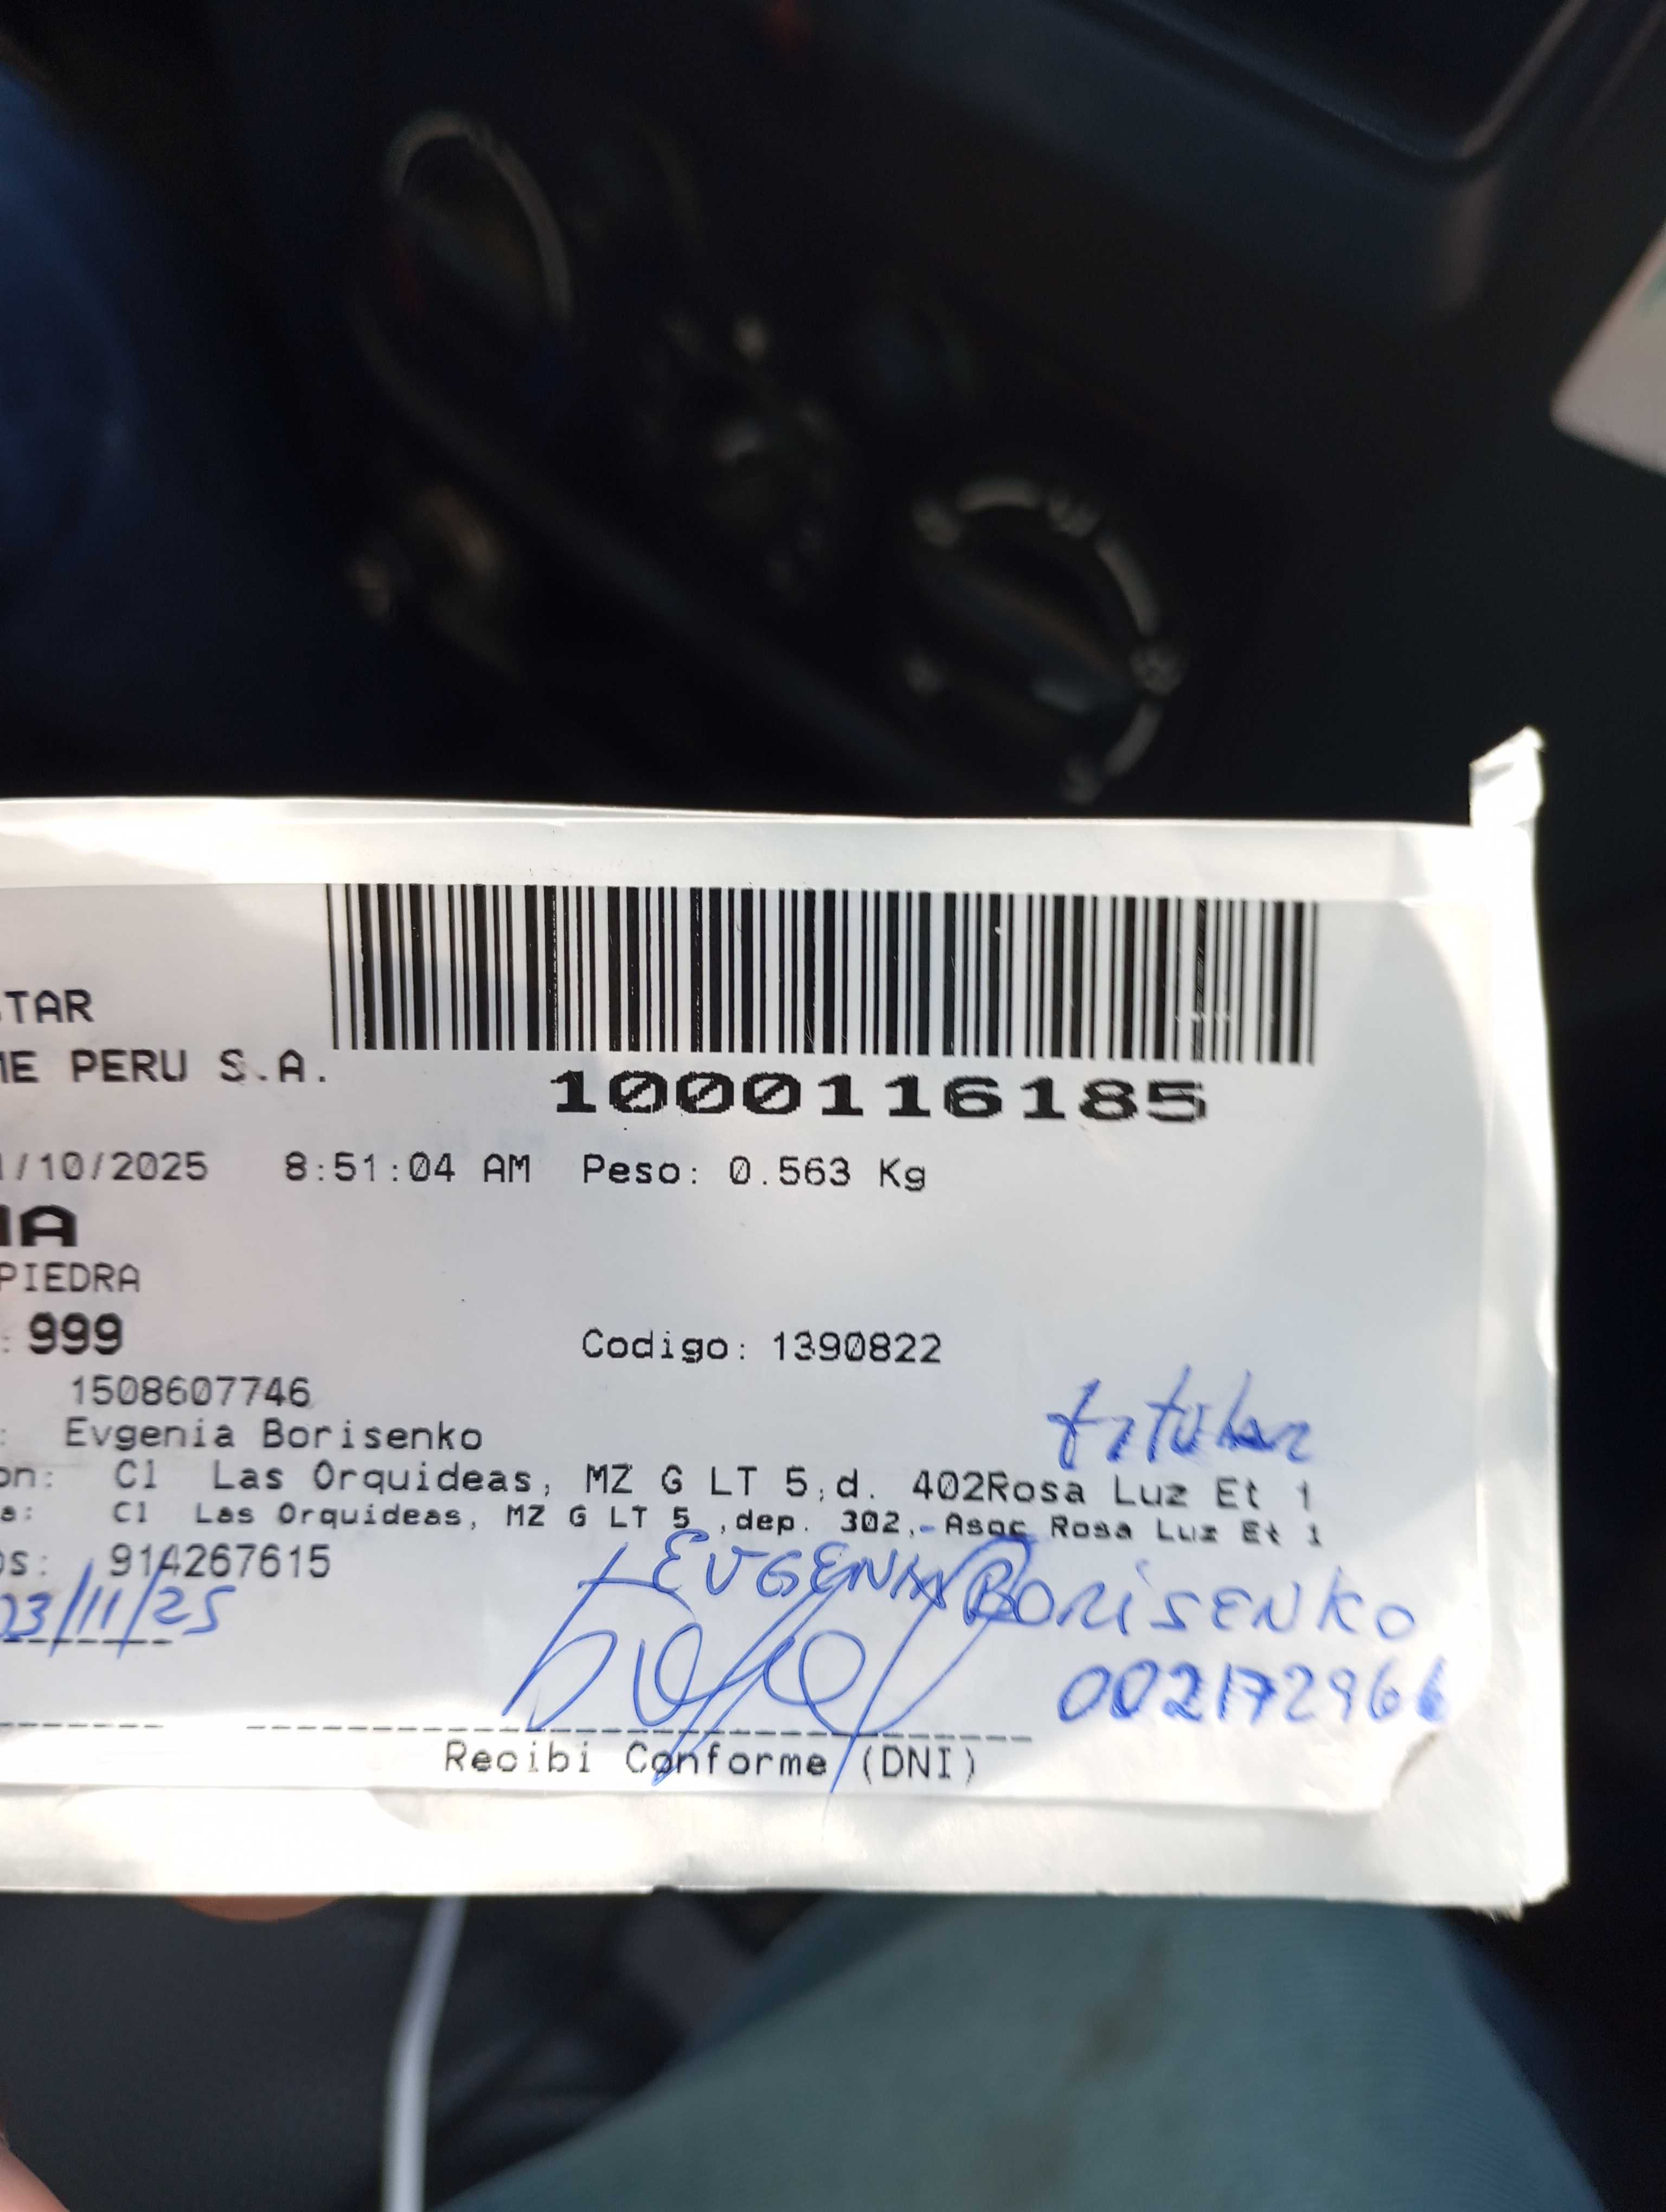 TAR
ME PERU S.A.
1000116185
1/10/2025 8:51:04 AM Peso: 0.563 Kg
PIEDRA
999 Codigo: 1390822
1508607746
titular
: Evgenia Borisenko
on: Cl Las Orquideas, MZ G LT 5,d. 402Rosa Luz Et 1
a: Cl Las Orquideas, MZ G LT 5 ,dep. 302,- Asoc Rosa Luz Et 1
os: 914267615
EVGENIA BORISENKO
03/11/25
002172966
Recibi Conforme (DNI)